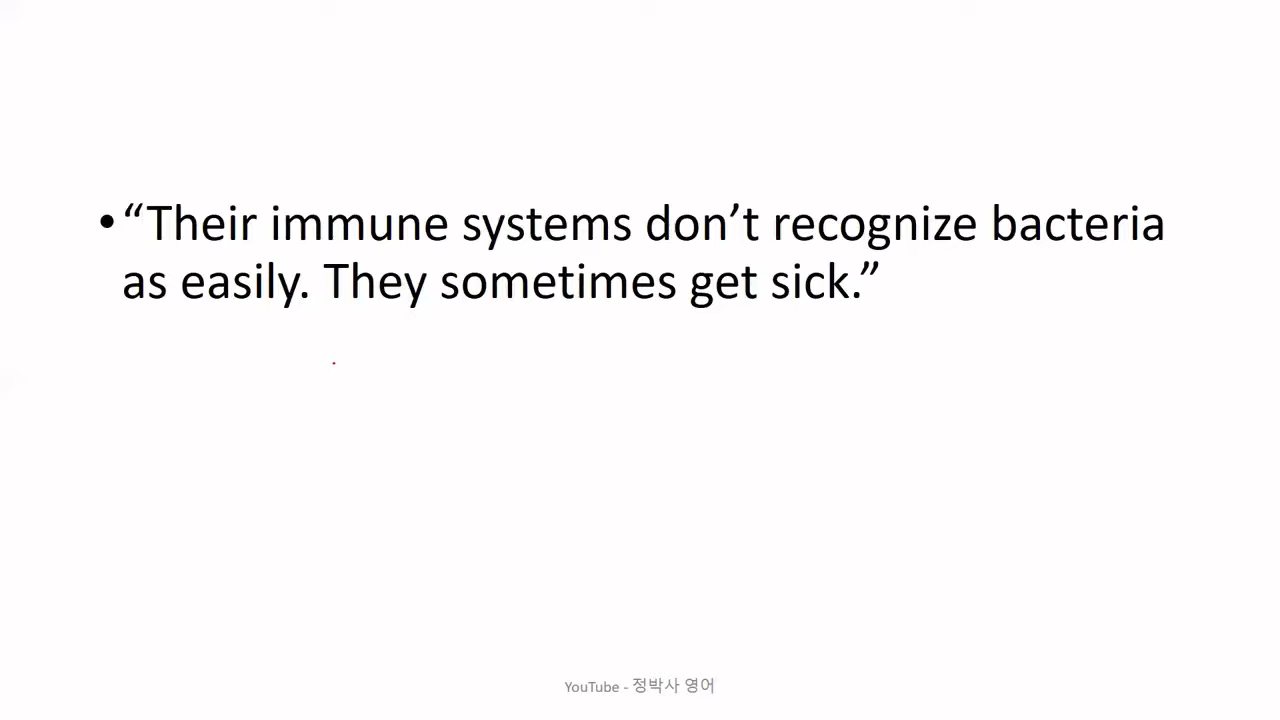 •“Their immune systems don’t recognize bacteria
as easily. They sometimes get sick.”
YouTube - 정박사 영어